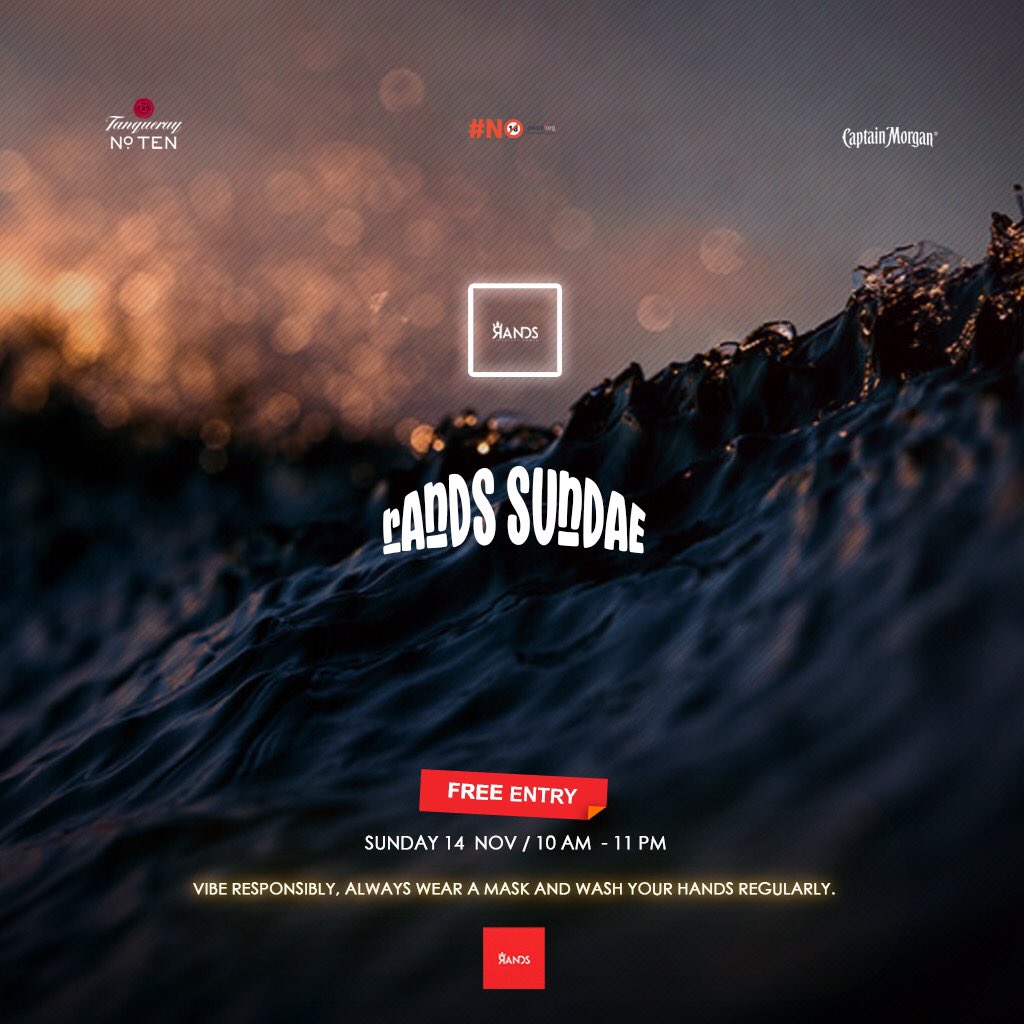 Tanqueray
Nº TEN
#NO
18
Captain Morgan®
RANDS
RANDS SUNDAE
FREE ENTRY
SUNDAY 14 NOV / 10 AM - 11 PM
VIBE RESPONSIBLY, ALWAYS WEAR A MASK AND WASH YOUR HANDS REGULARLY.
RANDS